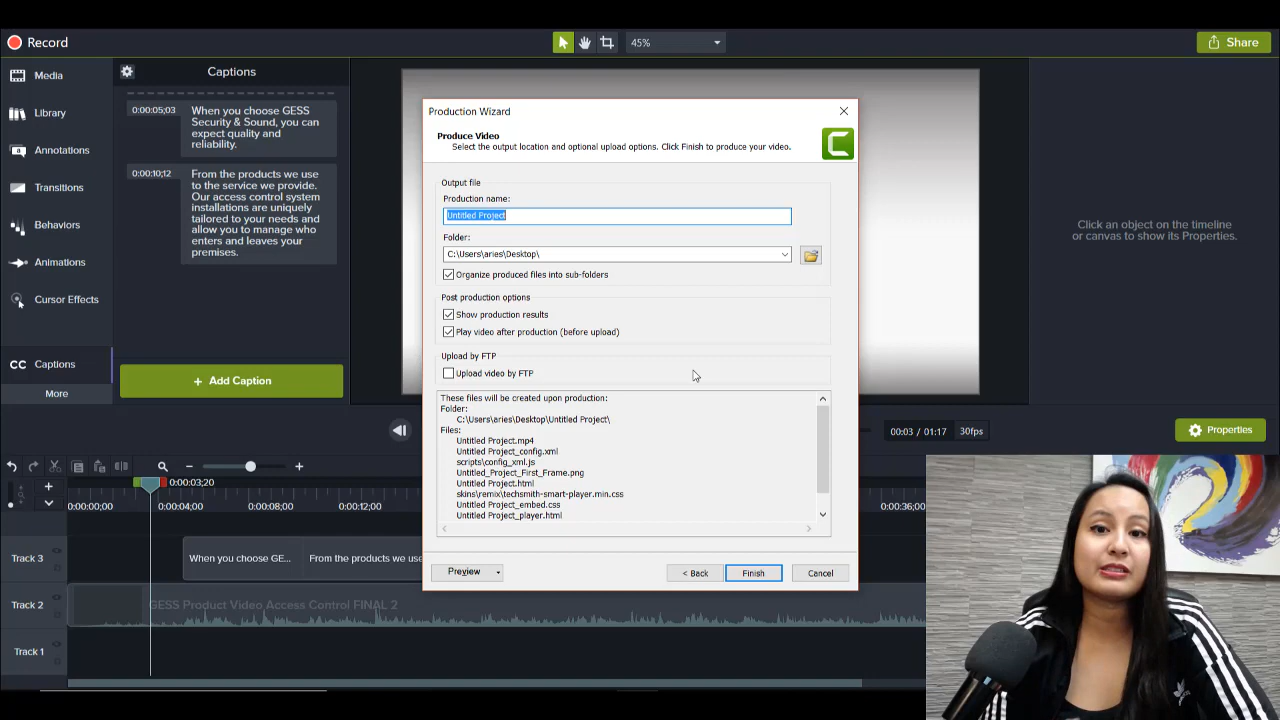 Record
45%
Share
Media
Library
Annotations
Transitions
Behaviors
Animations
Cursor Effects
CC Captions
More
Captions
0:00:05;03
When you choose GESS
Security & Sound, you can
expect quality and
reliability.
0:00:10;12
From the products we use
to the service we provide.
Our access control system
installations are uniquely
tailored to your needs and
allow you to manage who
enters and leaves your
premises.
+ Add Caption
Production Wizard
Produce Video
Select the output location and optional upload options. Click Finish to produce your video.
Output file
Production name:
Untitled Project
Folder:
C:\Users\aries\Desktop\
Organize produced files into sub-folders
Post production options
Show production results
Play video after production (before upload)
Upload by FTP
Upload video by FTP
These files will be created upon production:
Folder:
C:\Users\aries\Desktop\Untitled Project\
Files:
Untitled Project.mp4
Untitled Project_config.xml
scripts\config_xml.js
Untitled_Project_First_Frame.png
Untitled Project.html
skins\remix\techsmith-smart-player.min.css
Untitled Project_embed.css
Untitled Project_player.html
Preview
< Back
Finish
Cancel
Click an object on the timeline
or canvas to show its Properties.
00:03 / 01:17
30fps
Properties
0:00:03;20
0:00:00;00
0:00:04;00
0:00:08;00
0:00:12;00
0:00:36;00
Track 3
When you choose GE...
From the products we use
Track 2
GESS Product Video Access Control FINAL 2
Track 1